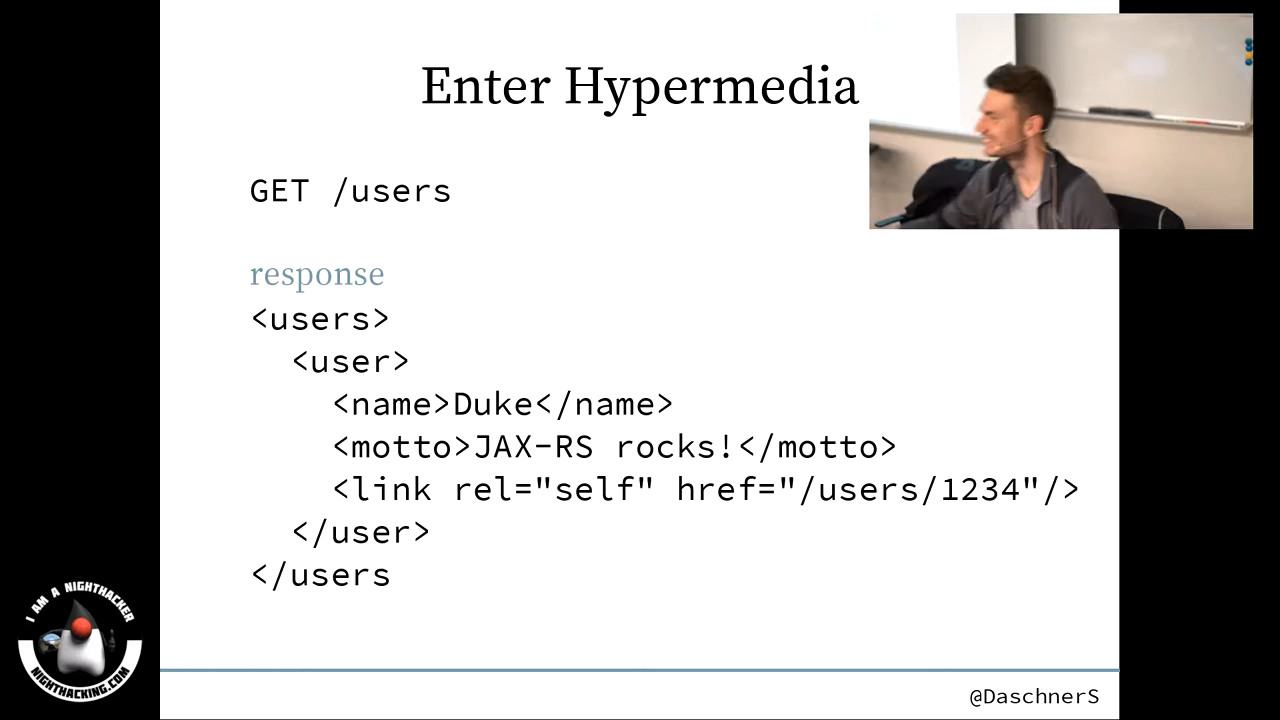 Enter Hypermedia
GET /users
response
<users>
<user>
<name>Duke</name>
<motto>JAX-RS rocks!</motto>
<link rel="self" href="/users/1234"/>
</user>
</users
I AM A NIGHTHACKER
NIGHTHACKING.COM
@DaschnerS